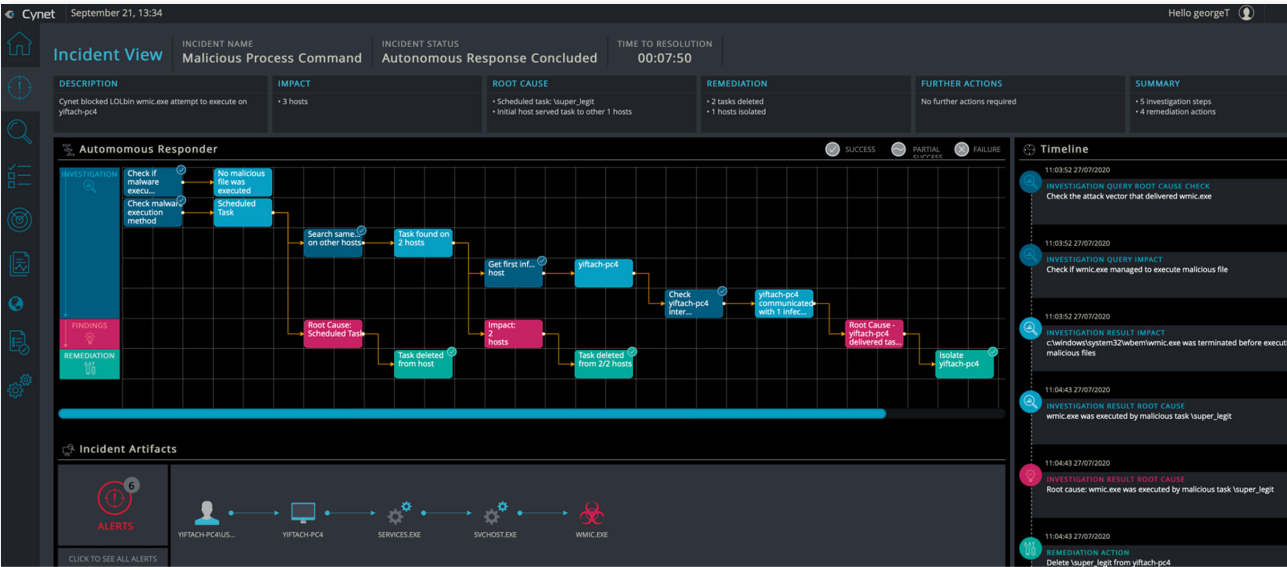 Cynet
September 21, 13:34
Hello georgeT
Incident View
INCIDENT NAME
Malicious Process Command
INCIDENT STATUS
Autonomous Response Concluded
TIME TO RESOLUTION
00:07:50
DESCRIPTION
Cynet blocked LOLbin wmic.exe attempt to execute on
yiftach-pc4
IMPACT
• 3 hosts
ROOT CAUSE
• Scheduled task: \super_legit
• Initial host served task to other 1 hosts
REMEDIATION
• 2 tasks deleted
• 1 hosts isolated
FURTHER ACTIONS
No further actions required
SUMMARY
• 5 investigation steps
• 4 remediation actions
Automomous Responder
SUCCESS
PARTIAL
SUCCESS
FAILURE
INVESTIGATION
Check if
malware
execu...
No malicious
file was
executed
Check malware
execution
method
Scheduled
Task
Search same...
on other hosts
Task found on
2 hosts
Get first inf...
host
yiftach-pc4
Check
yiftach-pc4
inter...
yiftach-pc4
communicated
with 1 infec...
FINDINGS
Root Cause:
Scheduled Task
Impact:
2
hosts
Root Cause -
yiftach-pc4
delivered tas...
REMEDIATION
Task deleted
from host
Task deleted
from 2/2 hosts
Isolate
yiftach-pc4
Timeline
11:03:52 27/07/2020
INVESTIGATION QUERY ROOT CAUSE CHECK
Check the attack vector that delivered wmic.exe
11:03:52 27/07/2020
INVESTIGATION QUERY IMPACT
Check if wmic.exe managed to execute malicious file
11:03:52 27/07/2020
INVESTIGATION RESULT IMPACT
c:\windows\system32\wbem\wmic.exe was terminated before executi
malicious files
11:04:43 27/07/2020
INVESTIGATION RESULT ROOT CAUSE
wmic.exe was executed by malicious task \super_legit
11:04:43 27/07/2020
INVESTIGATION RESULT ROOT CAUSE
Root cause: wmic.exe was executed by malicious task \super_legit
11:04:43 27/07/2020
REMEDIATION ACTION
Delete \super_legit from yiftach-pc4
Incident Artifacts
6
ALERTS
CLICK TO SEE ALL ALERTS
YIFTACH-PC4\US...
YIFTACH-PC4
SERVICES.EXE
SVCHOST.EXE
WMIC.EXE